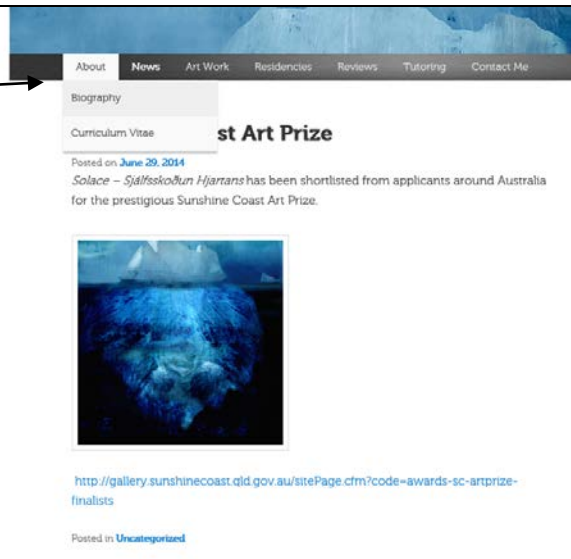 About News Art Work Residencies Reviews Tutoring Contact Me
Biography
Curriculum Vitae
st Art Prize
Posted on June 29, 2014
Solace – Sjálfsskoðun Hjartans has been shortlisted from applicants around Australia
for the prestigious Sunshine Coast Art Prize.
http://gallery.sunshinecoast.qld.gov.au/sitePage.cfm?code=awards-sc-artprize-
finalists
Posted in Uncategorized